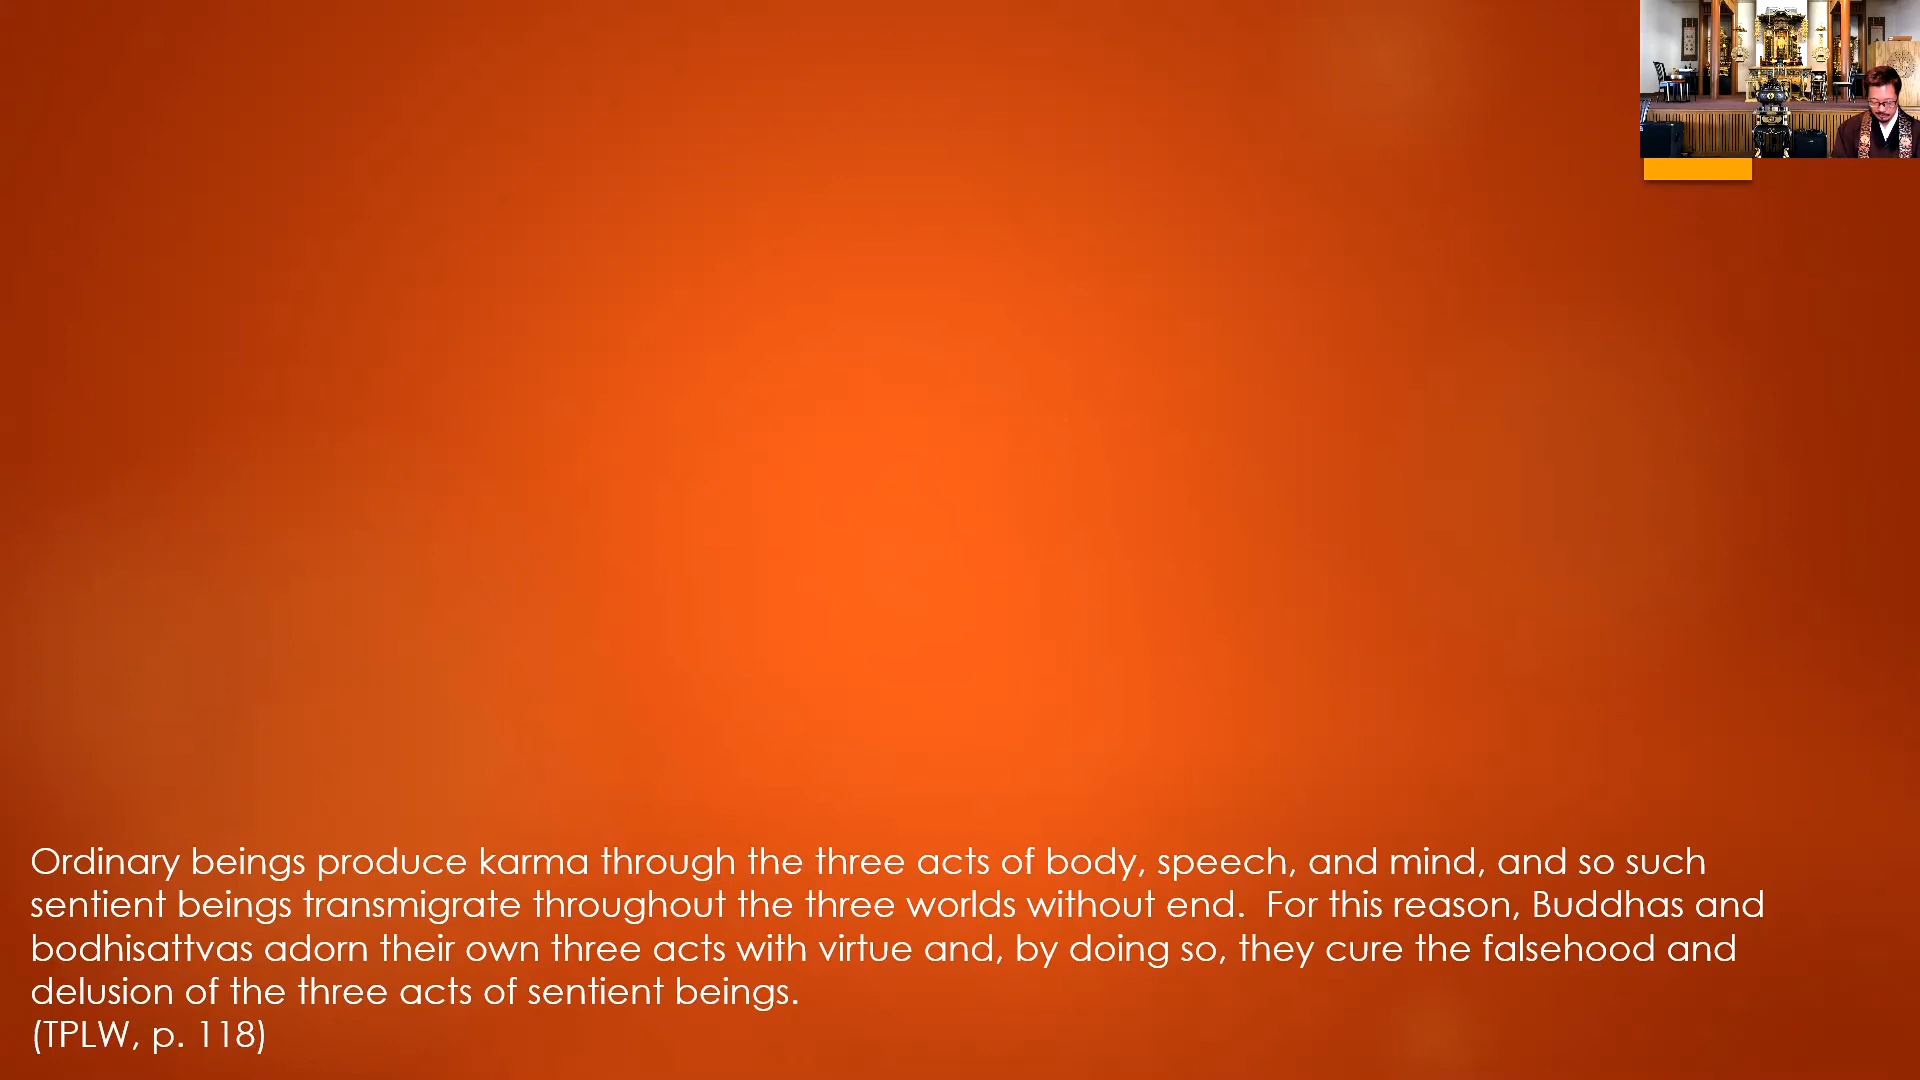 Ordinary beings produce karma through the three acts of body, speech, and mind, and so such
sentient beings transmigrate throughout the three worlds without end.  For this reason, Buddhas and
bodhisattvas adorn their own three acts with virtue and, by doing so, they cure the falsehood and
delusion of the three acts of sentient beings.
(TPLW, p. 118)